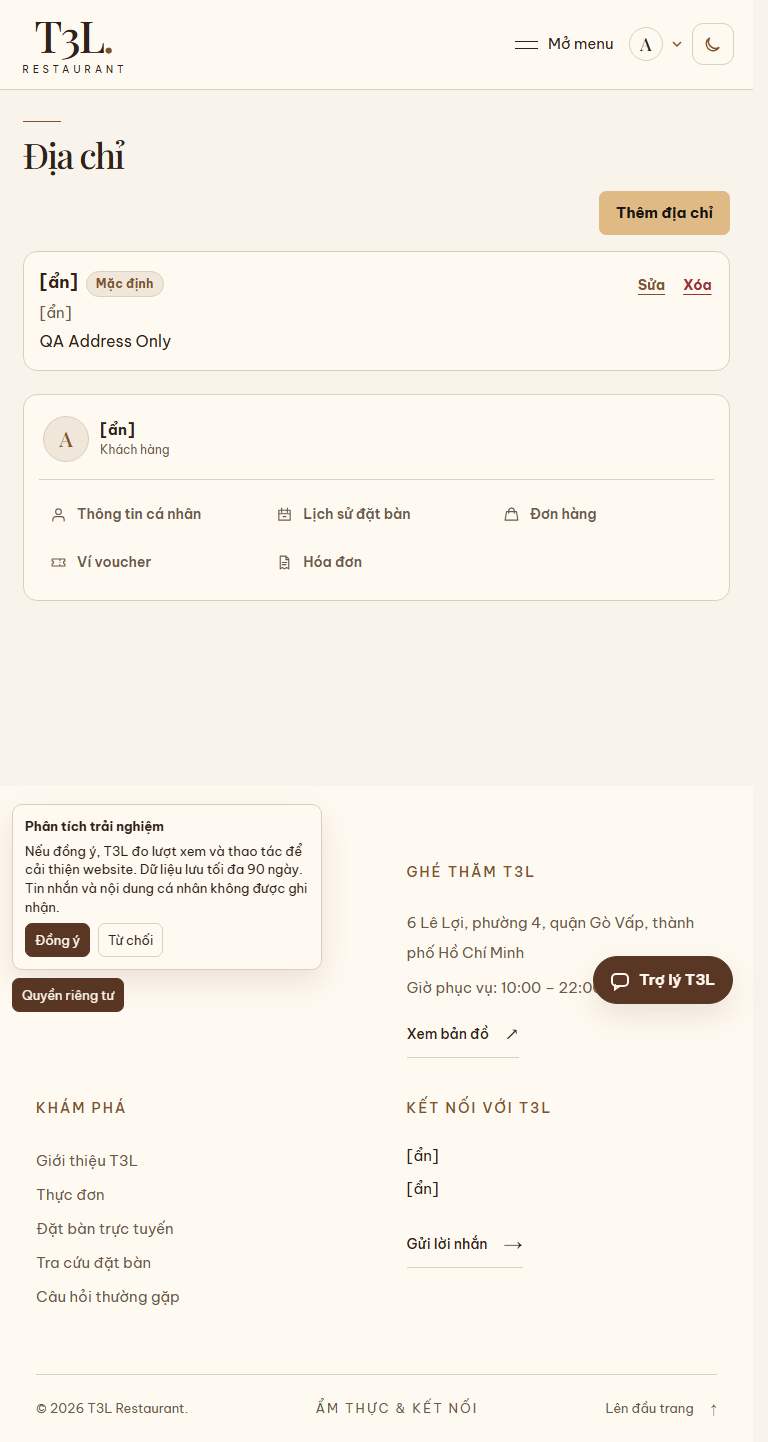 T3L.
RESTAURANT
Mở menu
A
Địa chỉ
Thêm địa chỉ
[ẩn] Mặc định
Sửa Xóa
[ẩn]
QA Address Only
A
[ẩn]
Khách hàng
Thông tin cá nhân
Lịch sử đặt bàn
Đơn hàng
Ví voucher
Hóa đơn
Phân tích trải nghiệm
Nếu đồng ý, T3L đo lượt xem và thao tác để
cải thiện website. Dữ liệu lưu tối đa 90 ngày.
Tin nhắn và nội dung cá nhân không được ghi
nhận.
Đồng ý
Từ chối
Quyền riêng tư
GHÉ THĂM T3L
6 Lê Lợi, phường 4, quận Gò Vấp, thành
phố Hồ Chí Minh
Giờ phục vụ: 10:00 – 22:00
Trợ lý T3L
Xem bản đồ ↗
KHÁM PHÁ
Giới thiệu T3L
Thực đơn
Đặt bàn trực tuyến
Tra cứu đặt bàn
Câu hỏi thường gặp
KẾT NỐI VỚI T3L
[ẩn]
[ẩn]
Gửi lời nhắn →
© 2026 T3L Restaurant.
ẨM THỰC & KẾT NỐI
Lên đầu trang ↑